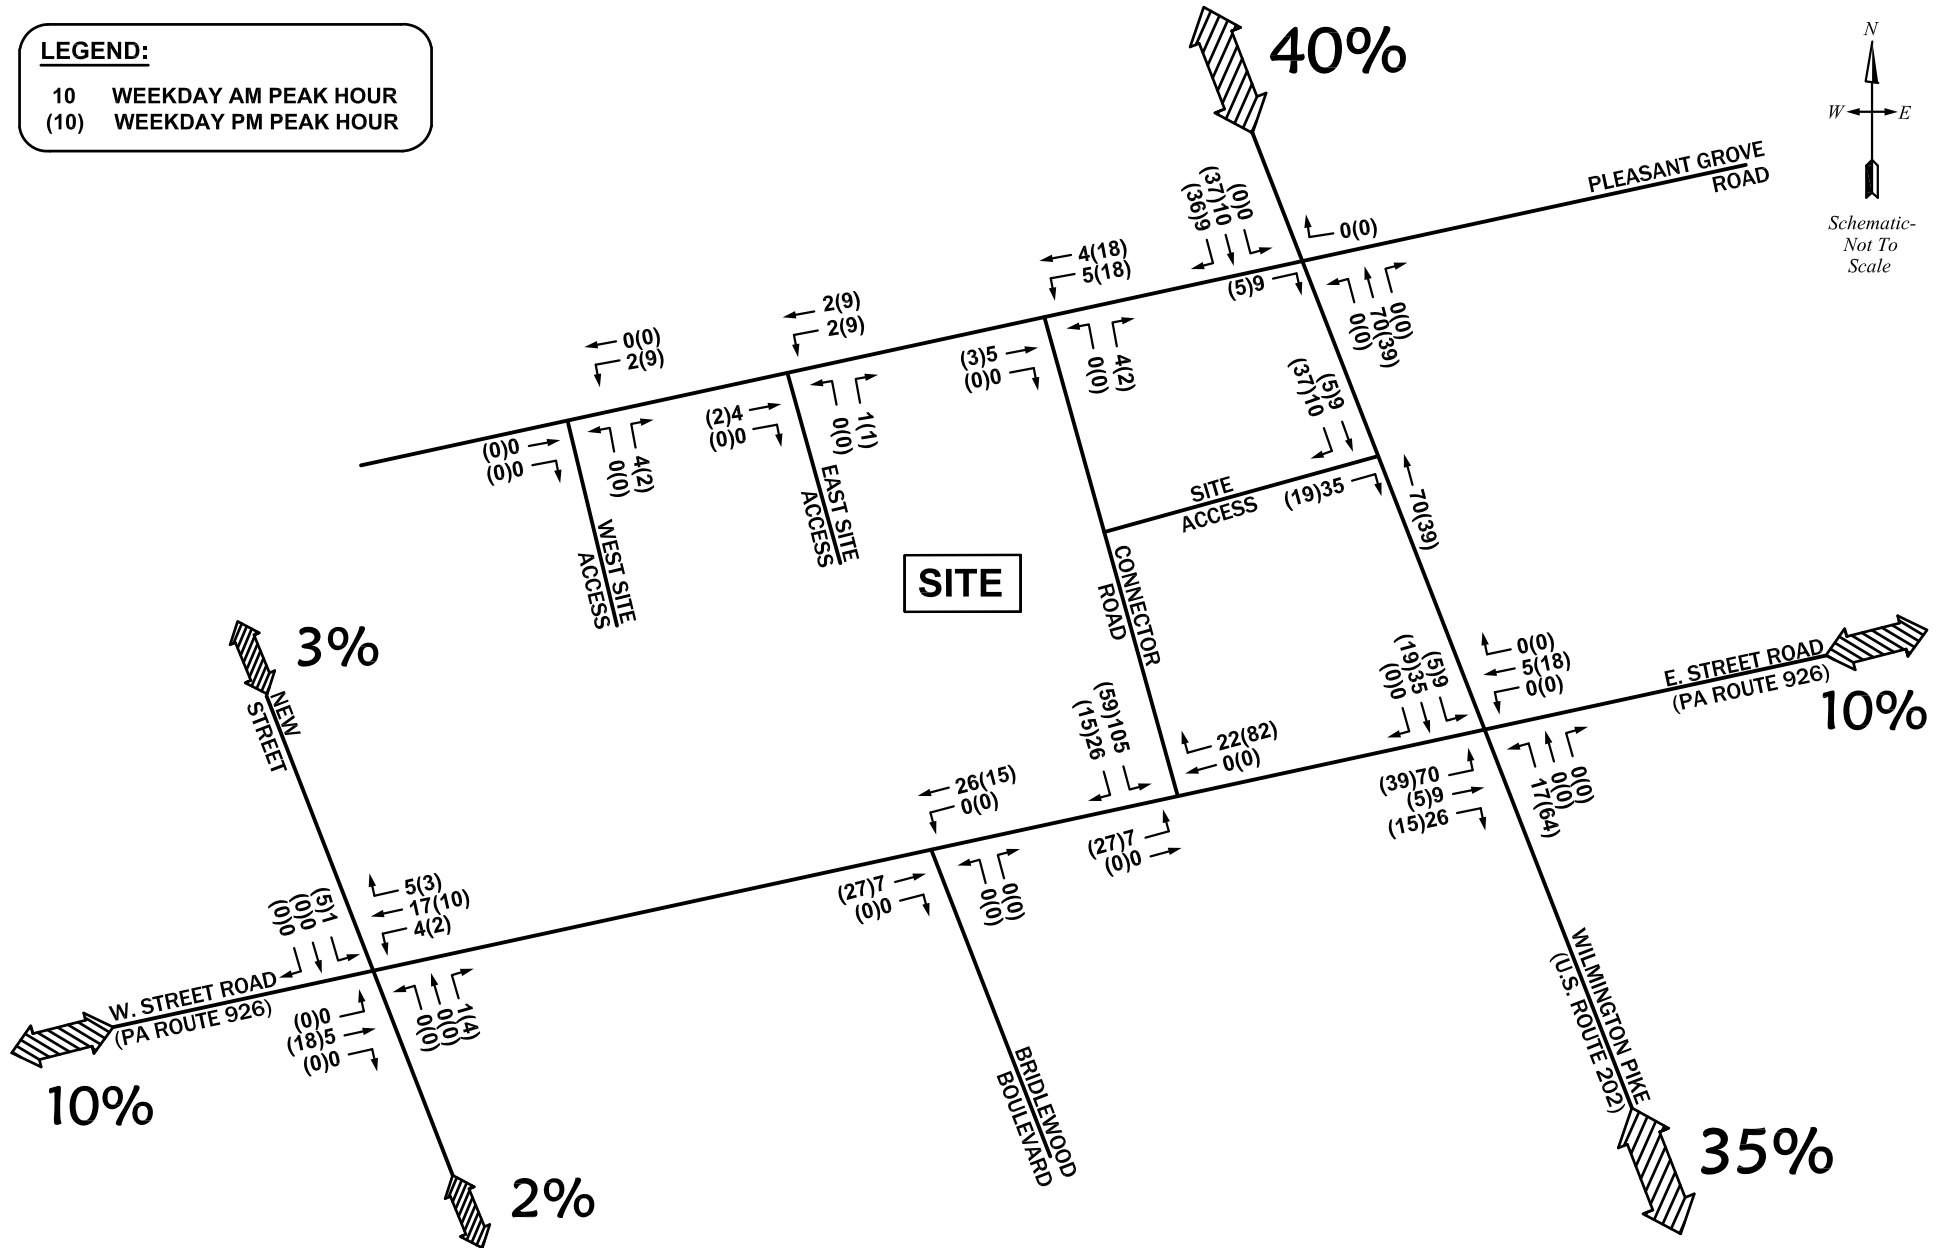 LEGEND:
10 WEEKDAY AM PEAK HOUR
(10) WEEKDAY PM PEAK HOUR
40%
N
W E
Schematic-
Not To
Scale
PLEASANT GROVE
ROAD
(0)0
(37)10
(36)9
0(0)
(5)9
0(0)
70(39)
0(0)
4(18)
5(18)
(3)5
(0)0
4(2)
0(0)
2(9)
2(9)
(2)4
(0)0
1(1)
0(0)
0(0)
2(9)
(0)0
(0)0
4(2)
0(0)
(5)9
(37)10
(19)35
70(39)
SITE
ACCESS
EAST SITE
ACCESS
WEST SITE
ACCESS
SITE
CONNECTOR
ROAD
3%
NEW
STREET
(5)9
(19)35
(0)0
0(0)
5(18)
0(0)
E. STREET ROAD
(PA ROUTE 926)
10%
(39)70
(5)9
(15)26
0(0)
0(0)
17(64)
(59)105
(15)26
22(82)
0(0)
(27)7
(0)0
26(15)
0(0)
(27)7
(0)0
0(0)
0(0)
(5)1
(0)0
(0)0
5(3)
17(10)
4(2)
W. STREET ROAD
(PA ROUTE 926)
(0)0
(18)5
(0)0
1(4)
0(0)
0(0)
10%
2%
BRIDLEWOOD
BOULEVARD
WILMINGTON PIKE
(U.S. ROUTE 202)
35%